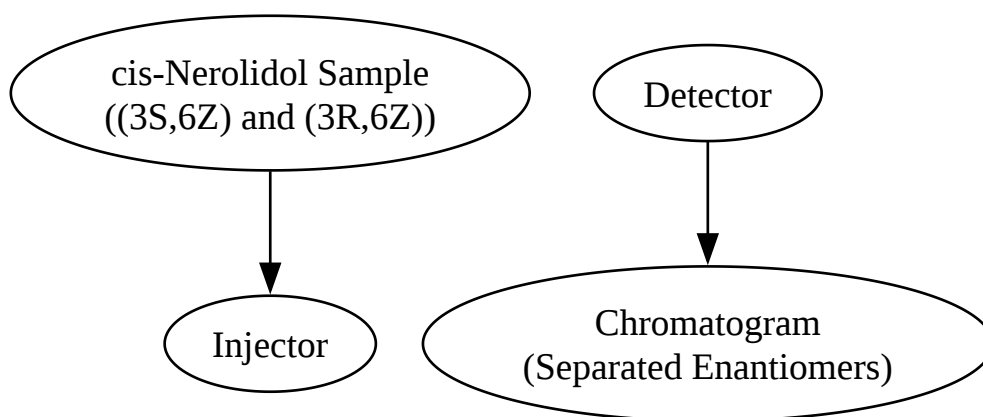 cis-Nerolidol Sample
((3S,6Z) and (3R,6Z))
Detector
Injector
Chromatogram
(Separated Enantiomers)